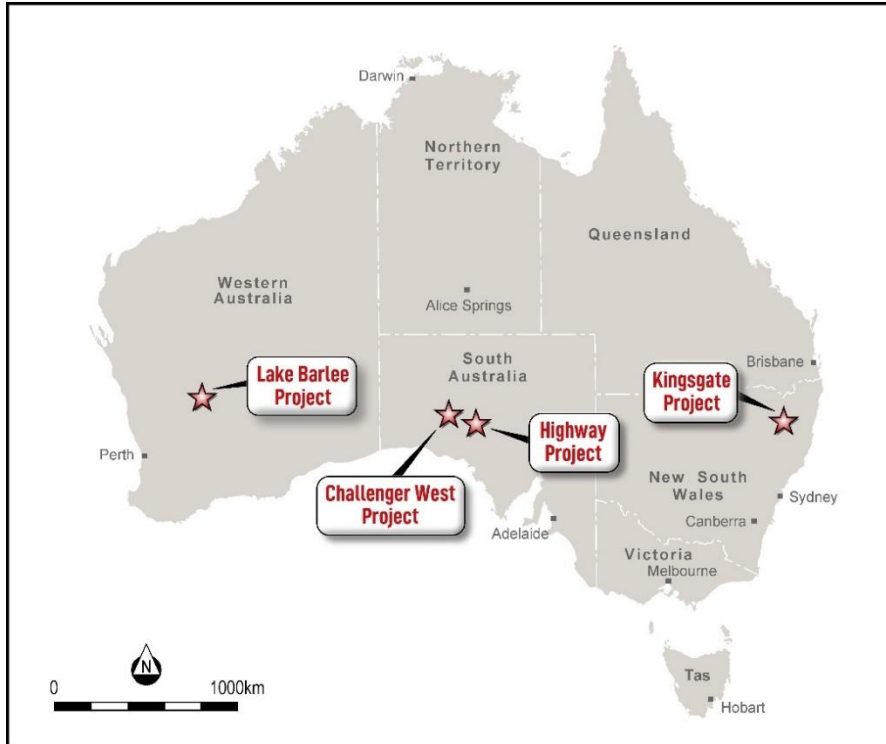 Darwin
Northern
Territory
Queensland
Western
Australia
Alice Springs
South
Australia
Brisbane
Lake Barlee
Project
Kingsgate
Project
Highway
Project
Perth
Challenger West
Project
New South
Wales
Sydney
Canberra
Adelaide
Victoria
Melbourne
N
0
1000km
Tas
Hobart